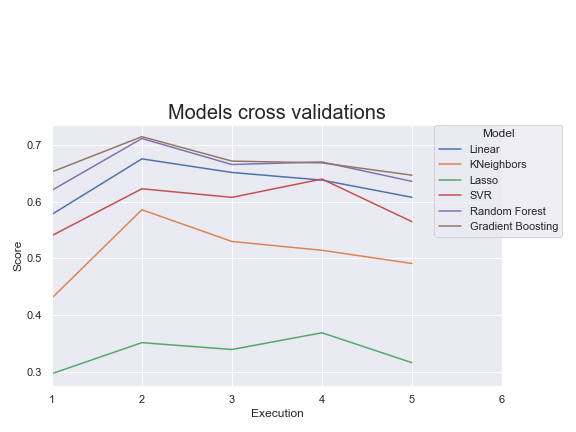 Models cross validations
Model
Linear
KNeighbors
Lasso
SVR
Random Forest
Gradient Boosting
0.7
0.6
0.5
0.4
0.3
Score
1 2 3 4 5 6
Execution